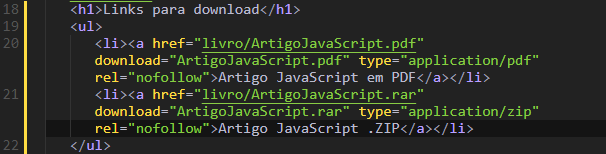 18 <h1>Links para download</h1>
19 <ul>
20 <li><a href="livro/ArtigoJavaScript.pdf"
download="ArtigoJavaScript.pdf" type="application/pdf"
rel="nofollow">Artigo JavaScript em PDF</a></li>
21 <li><a href="livro/ArtigoJavaScript.rar"
download="ArtigoJavaScript.rar" type="application/zip"
rel="nofollow">Artigo JavaScript .ZIP</a></li>
22 </ul>